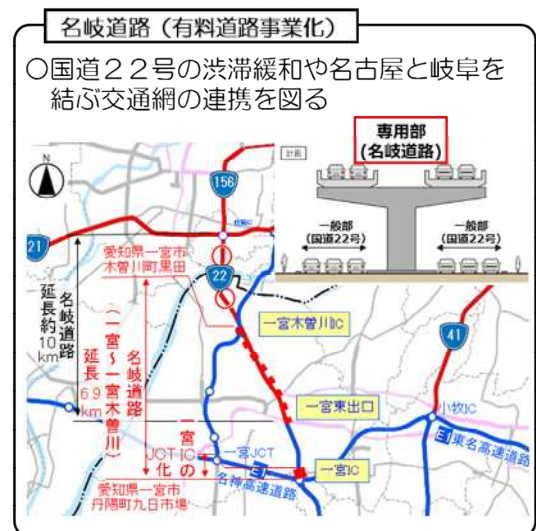 名岐道路（有料道路事業化）
○国道２２号の渋滞緩和や名古屋と岐阜を
結ぶ交通網の連携を図る
計画
専用部
(名岐道路)
一般部
(国道22号)
一般部
(国道22号)
N
156
21
愛知県一宮市
木曽川町黒田
22
名岐道路
延長約10km
名岐道路
（一宮～一宮木曽川）
延長6.9km
一宮木曽川IC
41
一宮東出口
小牧IC
一宮ICの
JCT化
一宮JCT
一宮IC
E1
東名高速道路
E1
名神高速道路
愛知県一宮市
丹陽町九日市場